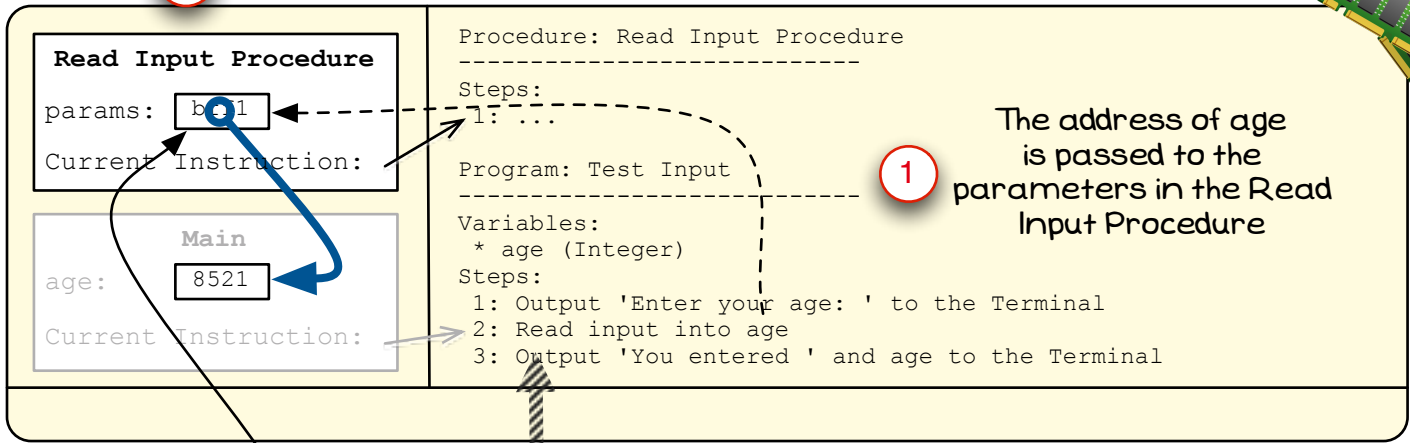 Read Input Procedure
params:
Current Instruction:
Main
age: 8521
Current Instruction:
Procedure: Read Input Procedure
----------------------------
Steps:
1: ...
Program: Test Input
----------------------------
Variables:
* age (Integer)
Steps:
1: Output 'Enter your age: ' to the Terminal
2: Read input into age
3: Output 'You entered ' and age to the Terminal
1
The address of age
is passed to the
parameters in the Read
Input Procedure